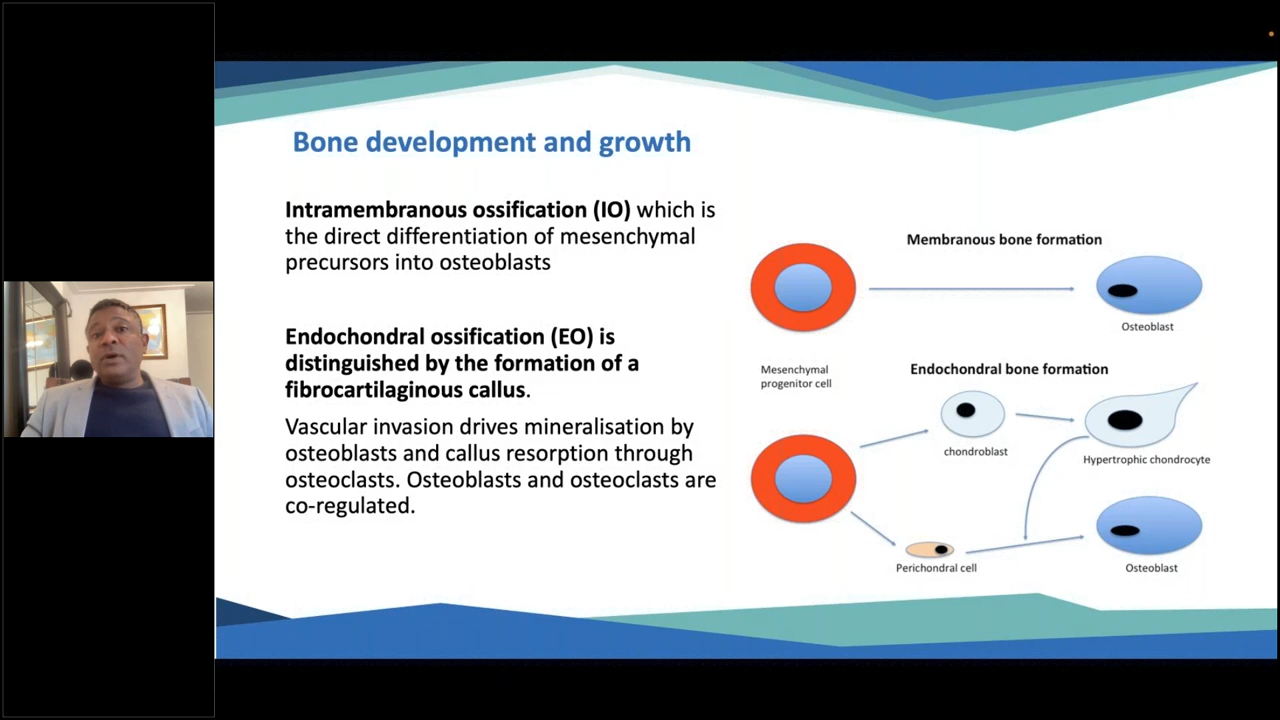 Bone development and growth
Intramembranous ossification (IO) which is
the direct differentiation of mesenchymal
precursors into osteoblasts
Endochondral ossification (EO) is
distinguished by the formation of a
fibrocartilaginous callus.
Vascular invasion drives mineralisation by
osteoblasts and callus resorption through
osteoclasts. Osteoblasts and osteoclasts are
co-regulated.
Membranous bone formation
Osteoblast
Mesenchymal
progenitor cell
Endochondral bone formation
chondroblast
Hypertrophic chondrocyte
Perichondral cell
Osteoblast